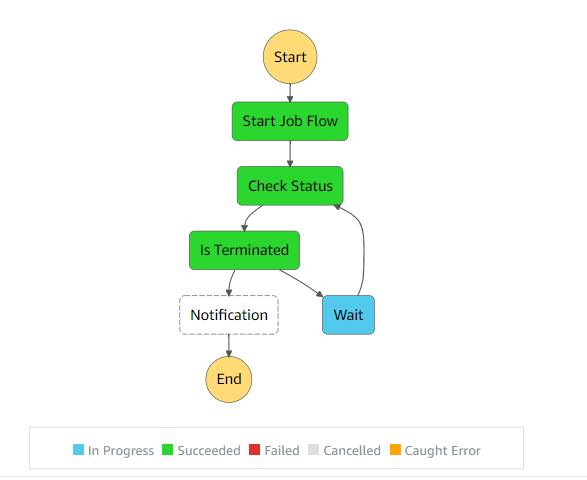 Start
Start Job Flow
Check Status
Is Terminated
Notification
Wait
End
In Progress Succeeded Failed Cancelled Caught Error